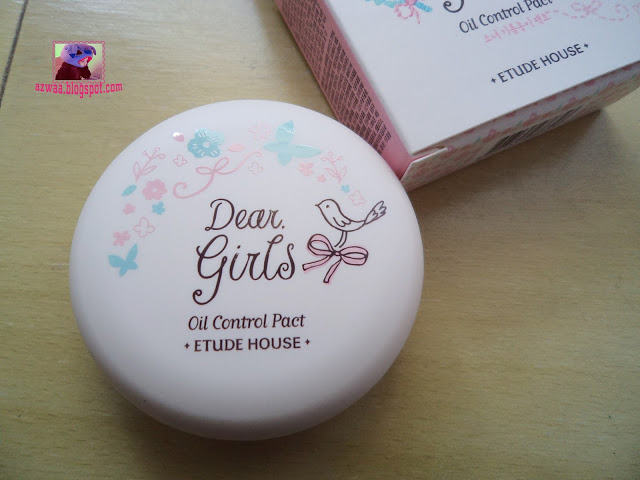 azwaa.blogspot.com
Oil Control Pact
ETUDE HOUSE
Dear,
Girls
Oil Control Pact
ETUDE HOUSE